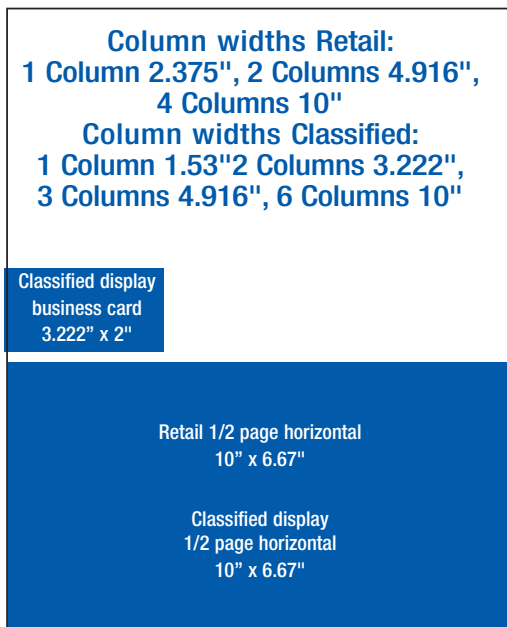 Column widths Retail:
1 Column 2.375", 2 Columns 4.916",
4 Columns 10"
Column widths Classified:
1 Column 1.53"2 Columns 3.222",
3 Columns 4.916", 6 Columns 10"
Classified display
business card
3.222” x 2"
Retail 1/2 page horizontal
10” x 6.67"
Classified display
1/2 page horizontal
10” x 6.67"